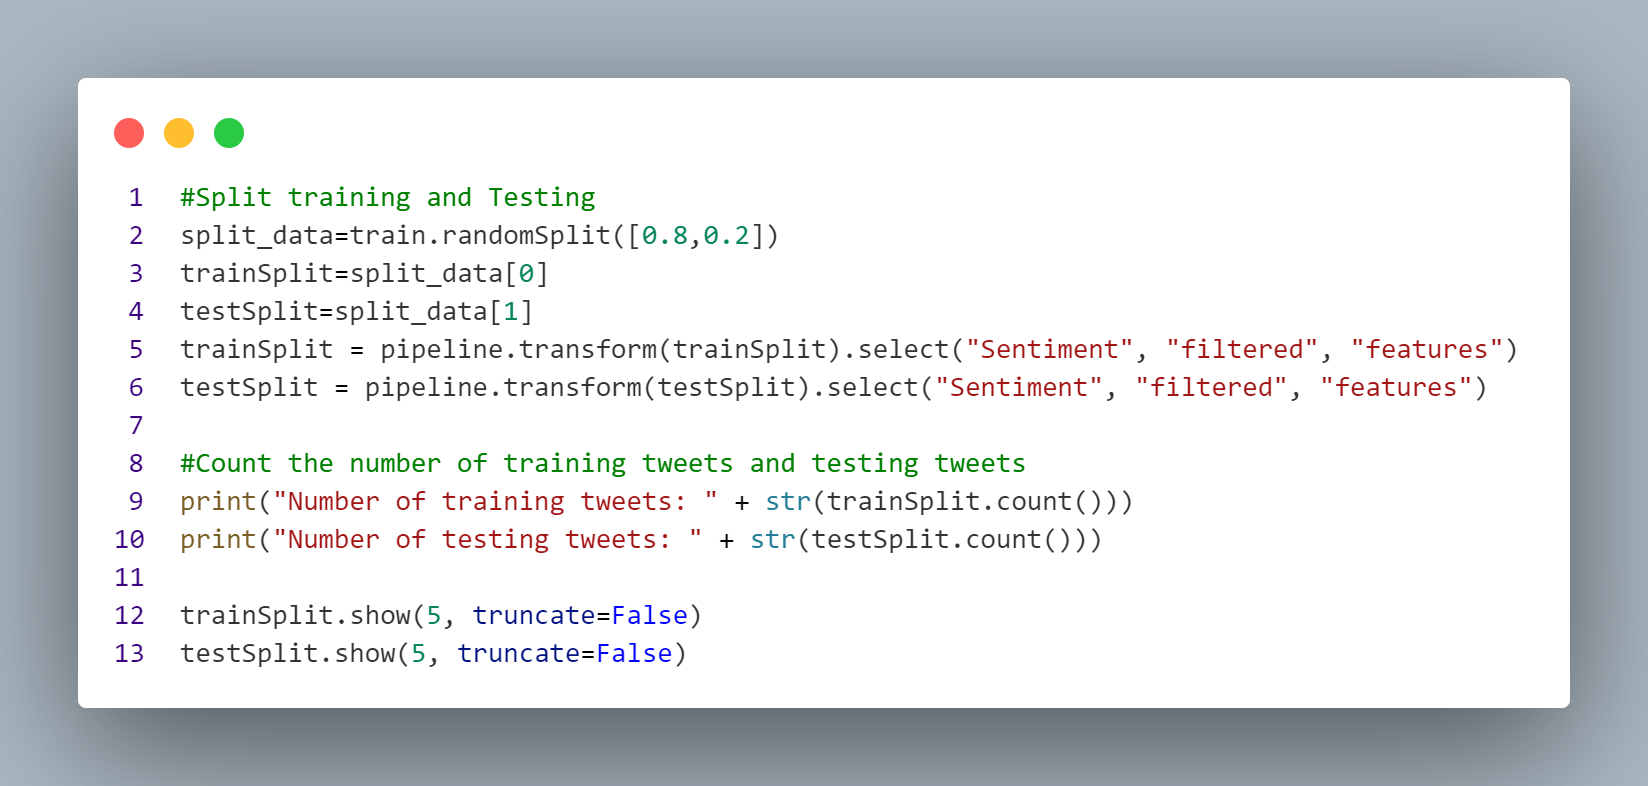 1 #Split training and Testing
2 split_data=train.randomSplit([0.8,0.2])
3 trainSplit=split_data[0]
4 testSplit=split_data[1]
5 trainSplit = pipeline.transform(trainSplit).select("Sentiment", "filtered", "features")
6 testSplit = pipeline.transform(testSplit).select("Sentiment", "filtered", "features")
7
8 #Count the number of training tweets and testing tweets
9 print("Number of training tweets: " + str(trainSplit.count()))
10 print("Number of testing tweets: " + str(testSplit.count()))
11
12 trainSplit.show(5, truncate=False)
13 testSplit.show(5, truncate=False)